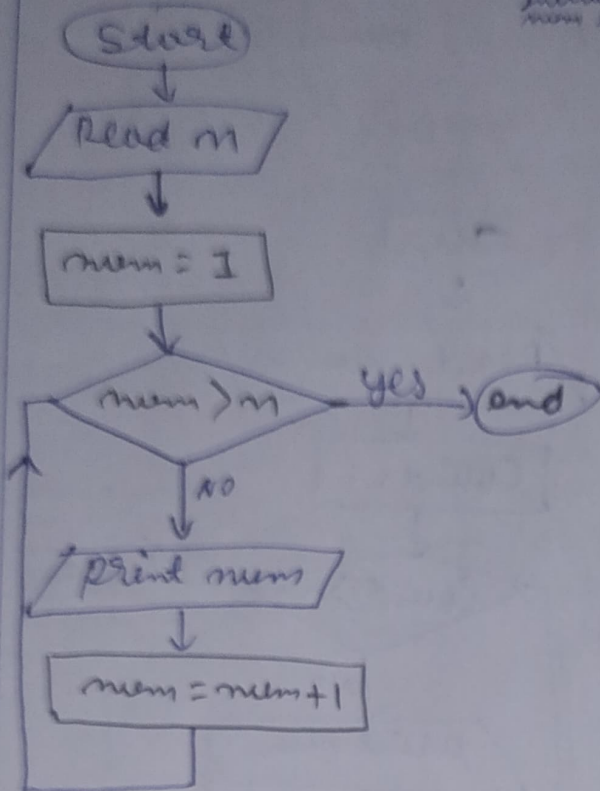 Start
Read n
num = 1
num > n
yes
end
NO
print num
num = num + 1